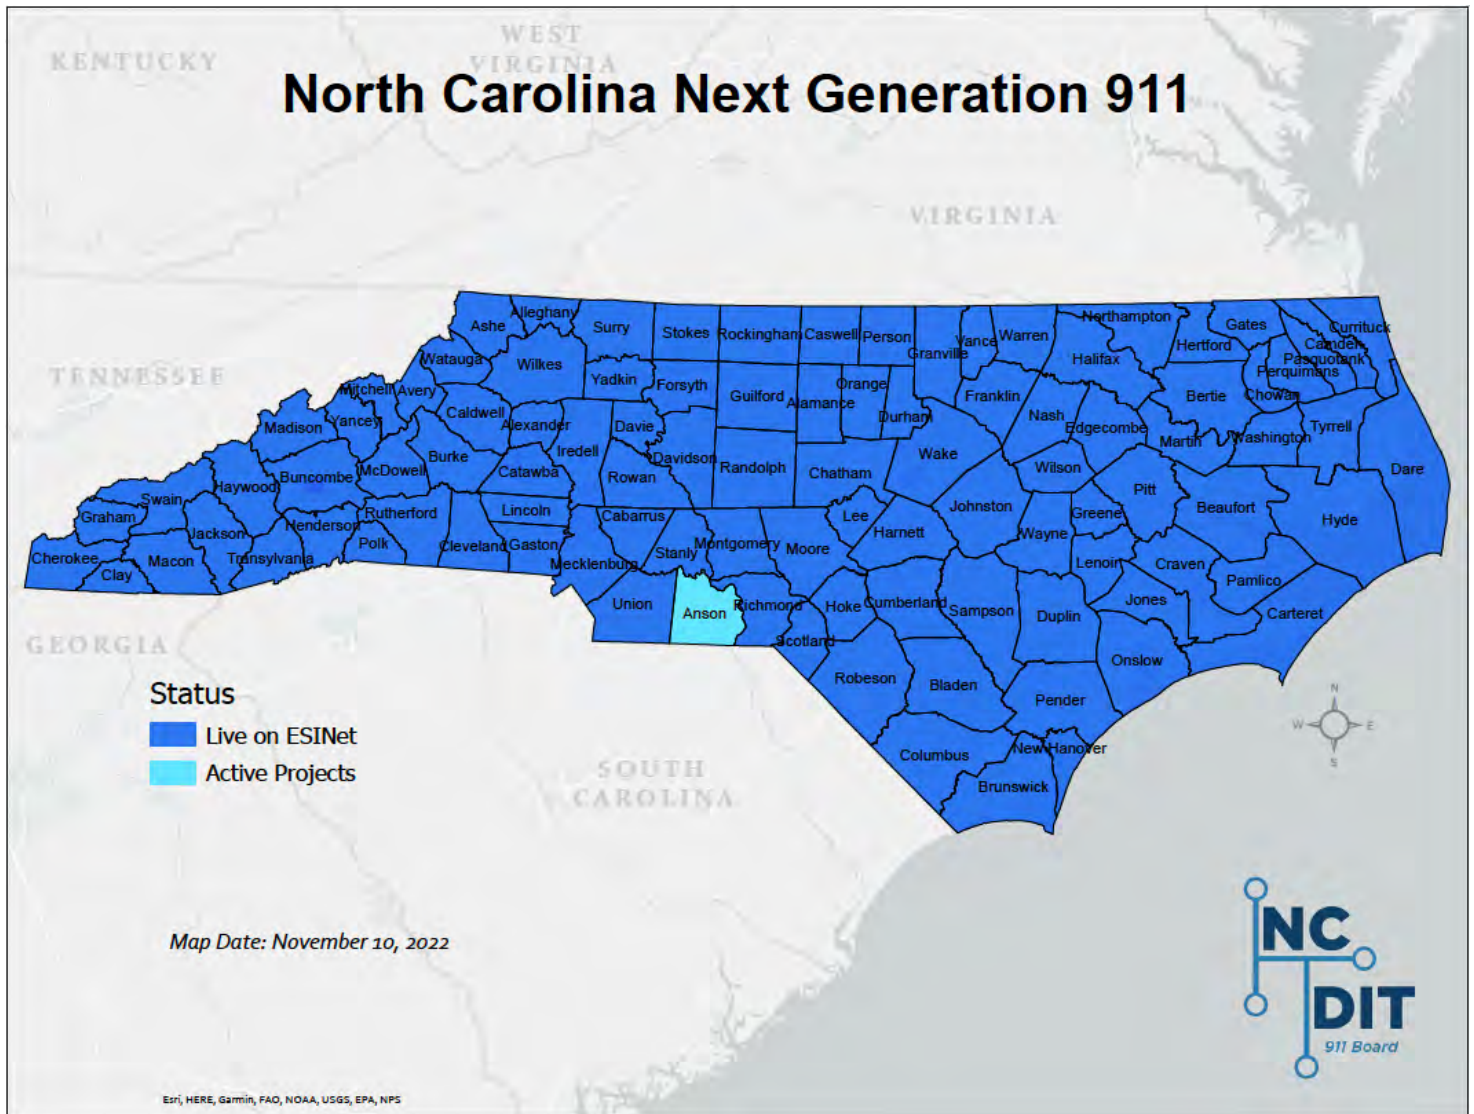 WEST
KENTUCKY
VIRGINIA
North Carolina Next Generation 911
VIRGINIA
TENNESSEE
Alleghany
Ashe
Surry
Stokes
Rockingham
Caswell
Person
Granville
Vance
Warren
Northampton
Halifax
Hertford
Gates
Currituck
Camden
Pasquotank
Perquimans
Chowan
Bertie
Watauga
Wilkes
Yadkin
Forsyth
Guilford
Alamance
Orange
Durham
Franklin
Nash
Edgecombe
Martin
Washington
Tyrrell
Dare
Mitchell
Avery
Caldwell
Alexander
Davie
Iredell
Davidson
Randolph
Chatham
Wake
Wilson
Pitt
Beaufort
Hyde
Madison
Yancey
Burke
McDowell
Catawba
Rowan
Buncombe
Haywood
Swain
Graham
Jackson
Henderson
Rutherford
Polk
Cleveland
Lincoln
Gaston
Cabarrus
Mecklenburg
Stanly
Montgomery
Moore
Lee
Harnett
Johnston
Wayne
Greene
Lenoir
Craven
Pamlico
Cherokee
Clay
Macon
Transylvania
Union
Anson
Richmond
Scotland
Hoke
Cumberland
Sampson
Duplin
Jones
Carteret
Onslow
Robeson
Bladen
Pender
Columbus
New Hanover
Brunswick
GEORGIA
SOUTH
CAROLINA
Status
Live on ESINet
Active Projects
N
W
E
S
Map Date: November 10, 2022
NC
DIT
911 Board
Esri, HERE, Garmin, FAO, NOAA, USGS, EPA, NPS